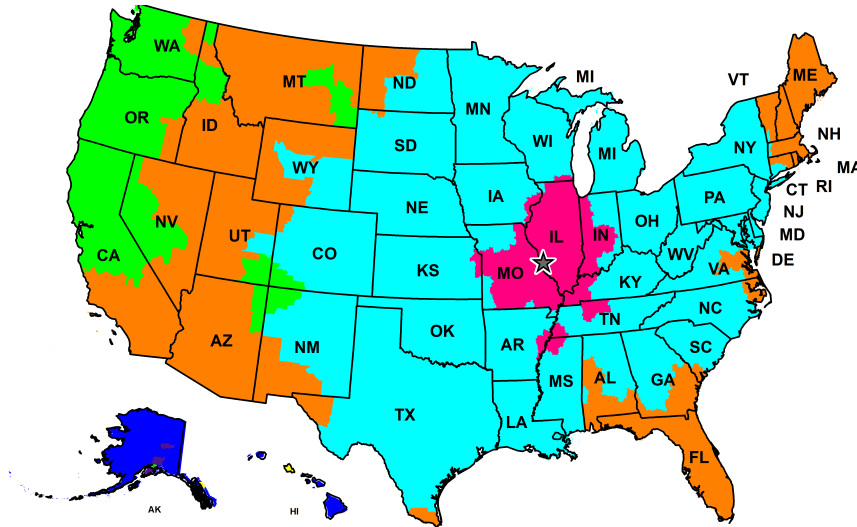 WA
MT
ND
MN
MI
VT
ME
OR
ID
SD
WI
MI
NY
NH
MA
WY
IA
PA
CT
RI
NJ
NE
NV
UT
IL
IN
OH
MD
CA
CO
KS
MO
WV
VA
DE
KY
NC
TN
AZ
NM
OK
AR
SC
MS
AL
GA
TX
LA
FL
AK
HI